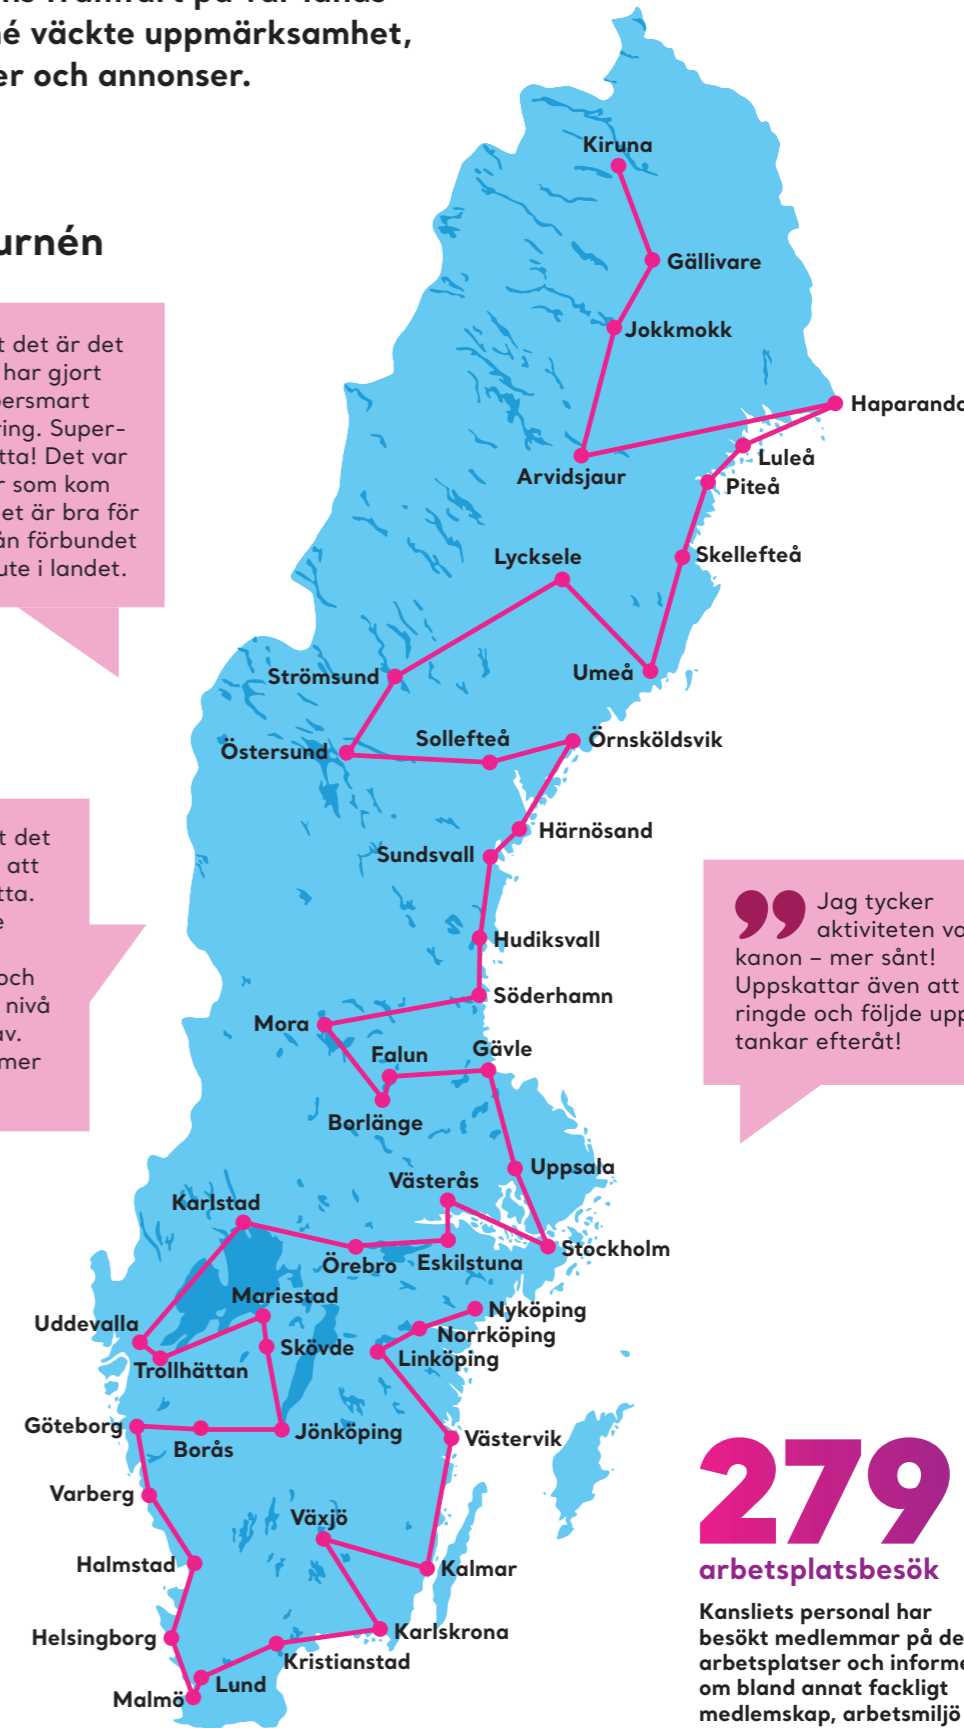 né väckte uppmärksamhet,
er och annonser.
urnén
t det är det
har gjort
persmart
ring. Super-
tta! Det var
r som kom
et är bra för
ån förbundet
ute i landet.
t det
att
tta.
e
och
nivå
av.
mer
Kiruna
Gällivare
Jokkmokk
Haparanda
Arvidsjaur
Luleå
Piteå
Skellefteå
Lycksele
Umeå
Strömsund
Östersund
Sollefteå
Örnsköldsvik
Härnösand
Sundsvall
Hudiksvall
Söderhamn
Mora
Falun
Gävle
Borlänge
Uppsala
Västerås
Karlstad
Örebro
Eskilstuna
Stockholm
Mariestad
Nyköping
Norrköping
Linköping
Uddevalla
Trollhättan
Skövde
Göteborg
Borås
Jönköping
Västervik
Varberg
Växjö
Halmstad
Kalmar
Helsingborg
Karlskrona
Kristianstad
Lund
Malmö
Jag tycker
aktiviteten va
kanon – mer sånt!
Uppskattar även att
ringde och följde upp
tankar efteråt!
279
arbetsplatsbesök
Kansliets personal har
besökt medlemmar på de
arbetsplatser och informe
om bland annat fackligt
medlemskap, arbetsmiljö